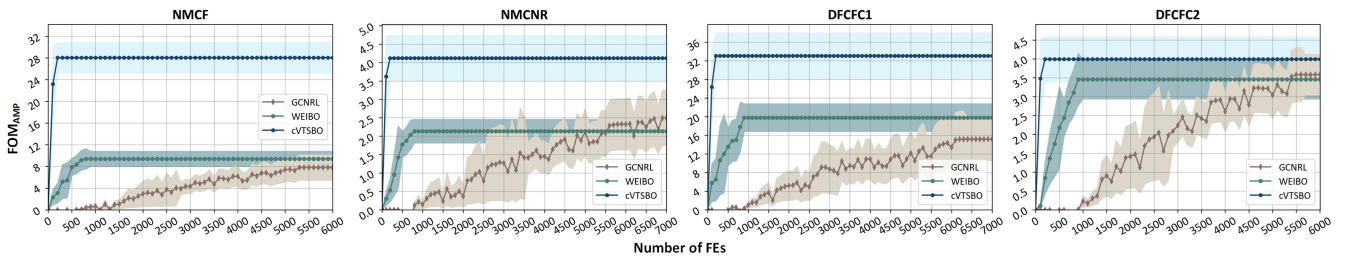 NMCF
NMCNR
DFCFC1
DFCFC2
FOM_AMP
32
28
24
20
16
12
8
4
0
GCNRL
WEIBO
cVTSBO
0 500 1000 1500 2000 2500 3000 3500 4000 4500 5000 5500 6000
5.0
4.5
4.0
3.5
3.0
2.5
2.0
1.5
1.0
0.5
0.0
GCNRL
WEIBO
cVTSBO
0 500 1000 1500 2000 2500 3000 3500 4000 4500 5000 5500 6000 6500 7000
36
32
28
24
20
16
12
8
4
0
GCNRL
WEIBO
cVTSBO
0 500 1000 1500 2000 2500 3000 3500 4000 4500 5000 5500 6000 6500 7000
4.5
4.0
3.5
3.0
2.5
2.0
1.5
1.0
0.5
0.0
GCNRL
WEIBO
cVTSBO
0 500 1000 1500 2000 2500 3000 3500 4000 4500 5000 5500 6000
Number of FEs